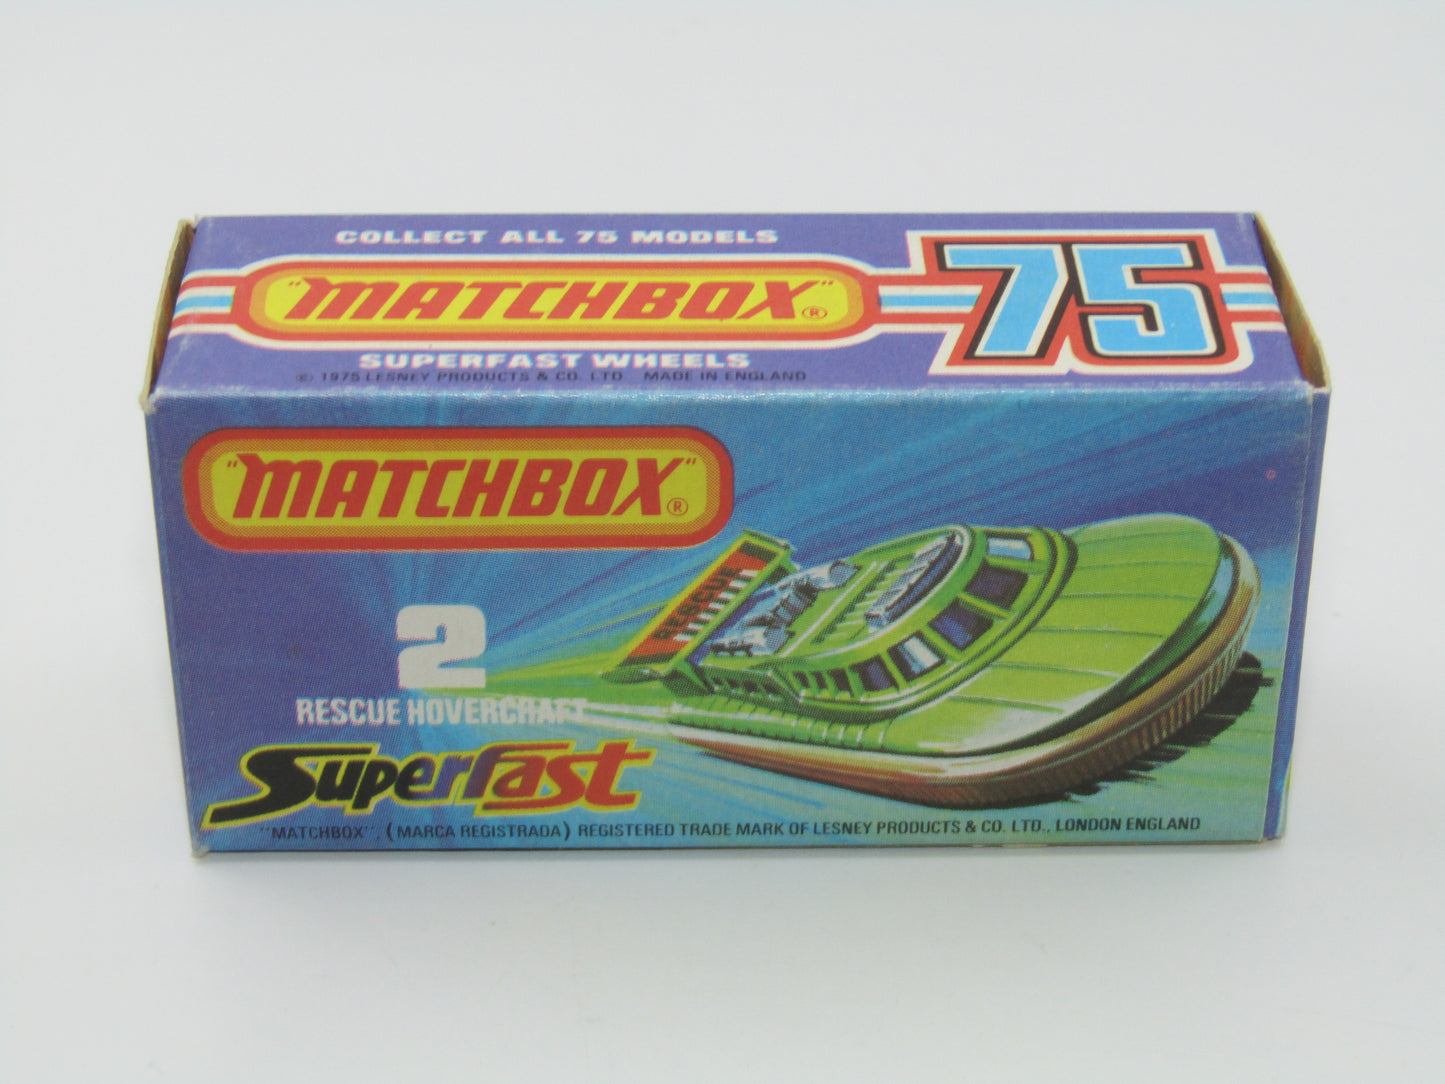 COLLECT ALL 75 MODELS
"MATCHBOX"®
75
SUPERFAST WHEELS
© 1975 LESNEY PRODUCTS & CO. LTD MADE IN ENGLAND
"MATCHBOX"®
RESCUE
2
RESCUE HOVERCRAFT
Superfast
"MATCHBOX", (MARCA REGISTRADA) REGISTERED TRADE MARK OF LESNEY PRODUCTS & CO. LTD., LONDON ENGLAND